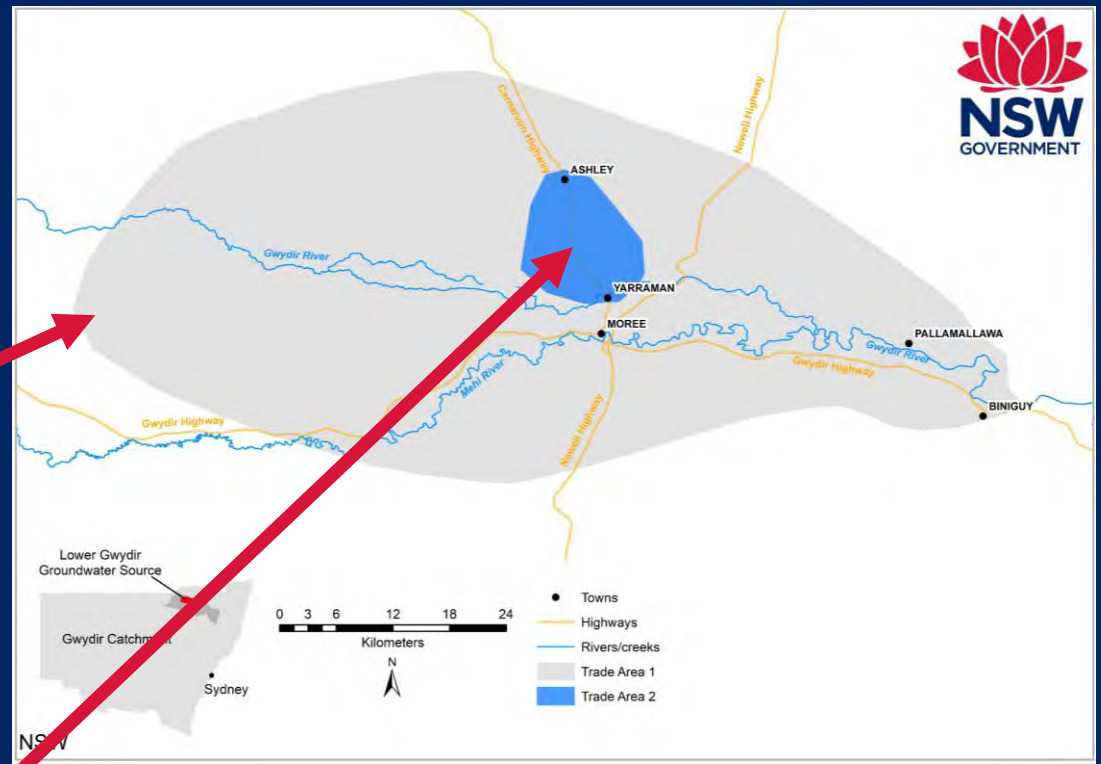 NSW
GOVERNMENT
Carnarvon Highway
Newell Highway
ASHLEY
Gwydir River
YARRAMAN
MOREE
PALLAMALLAWA
Gwydir River
Gwydir Highway
Mehi River
BINIGUY
Gwydir Highway
Newell Highway
Lower Gwydir
Groundwater Source
Gwydir Catchment
Sydney
NSW
0 3 6 12 18 24
Kilometers
N
Towns
Highways
Rivers/creeks
Trade Area 1
Trade Area 2